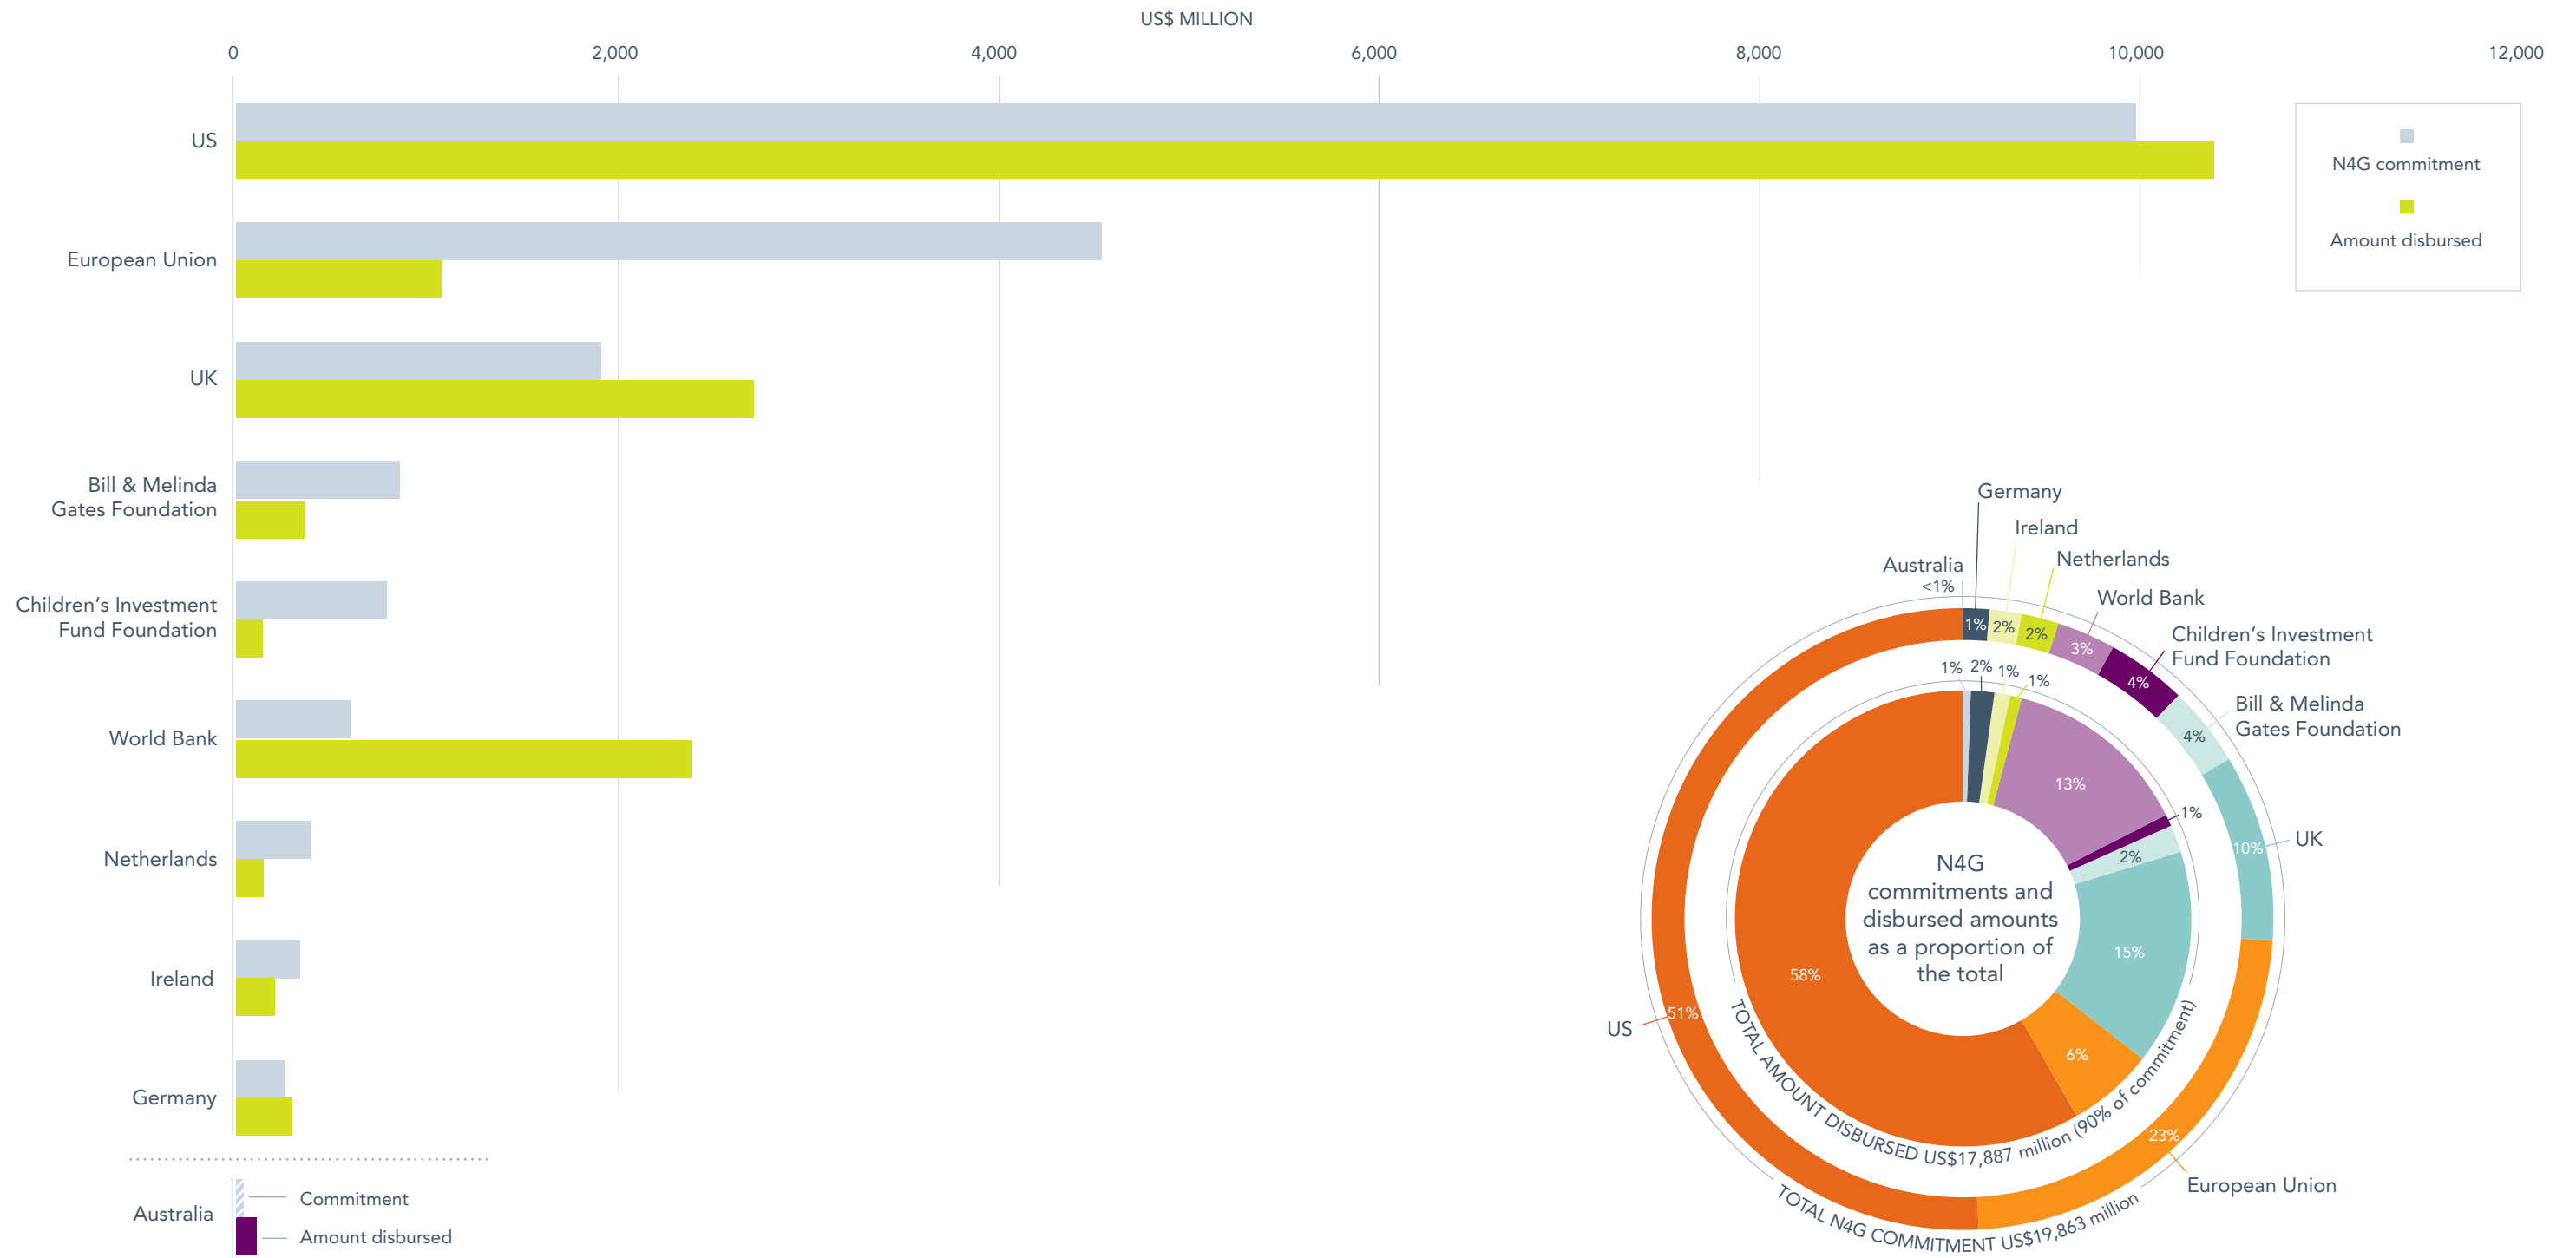 US$ MILLION
0
2,000
4,000
6,000
8,000
10,000
12,000
US
European Union
UK
Bill & Melinda
Gates Foundation
Children’s Investment
Fund Foundation
World Bank
Netherlands
Ireland
Germany
Australia
Commitment
Amount disbursed
N4G commitment
Amount disbursed
Germany
Ireland
Netherlands
Australia
<1%
World Bank
Children’s Investment
Fund Foundation
Bill & Melinda
Gates Foundation
UK
European Union
US
1%
2%
2%
3%
4%
4%
10%
23%
51%
1%
2%
1%
1%
13%
1%
2%
15%
6%
58%
N4G
commitments and
disbursed amounts
as a proportion of
the total
TOTAL AMOUNT DISBURSED US$17,887 million (90% of commitment)
TOTAL N4G COMMITMENT US$19,863 million